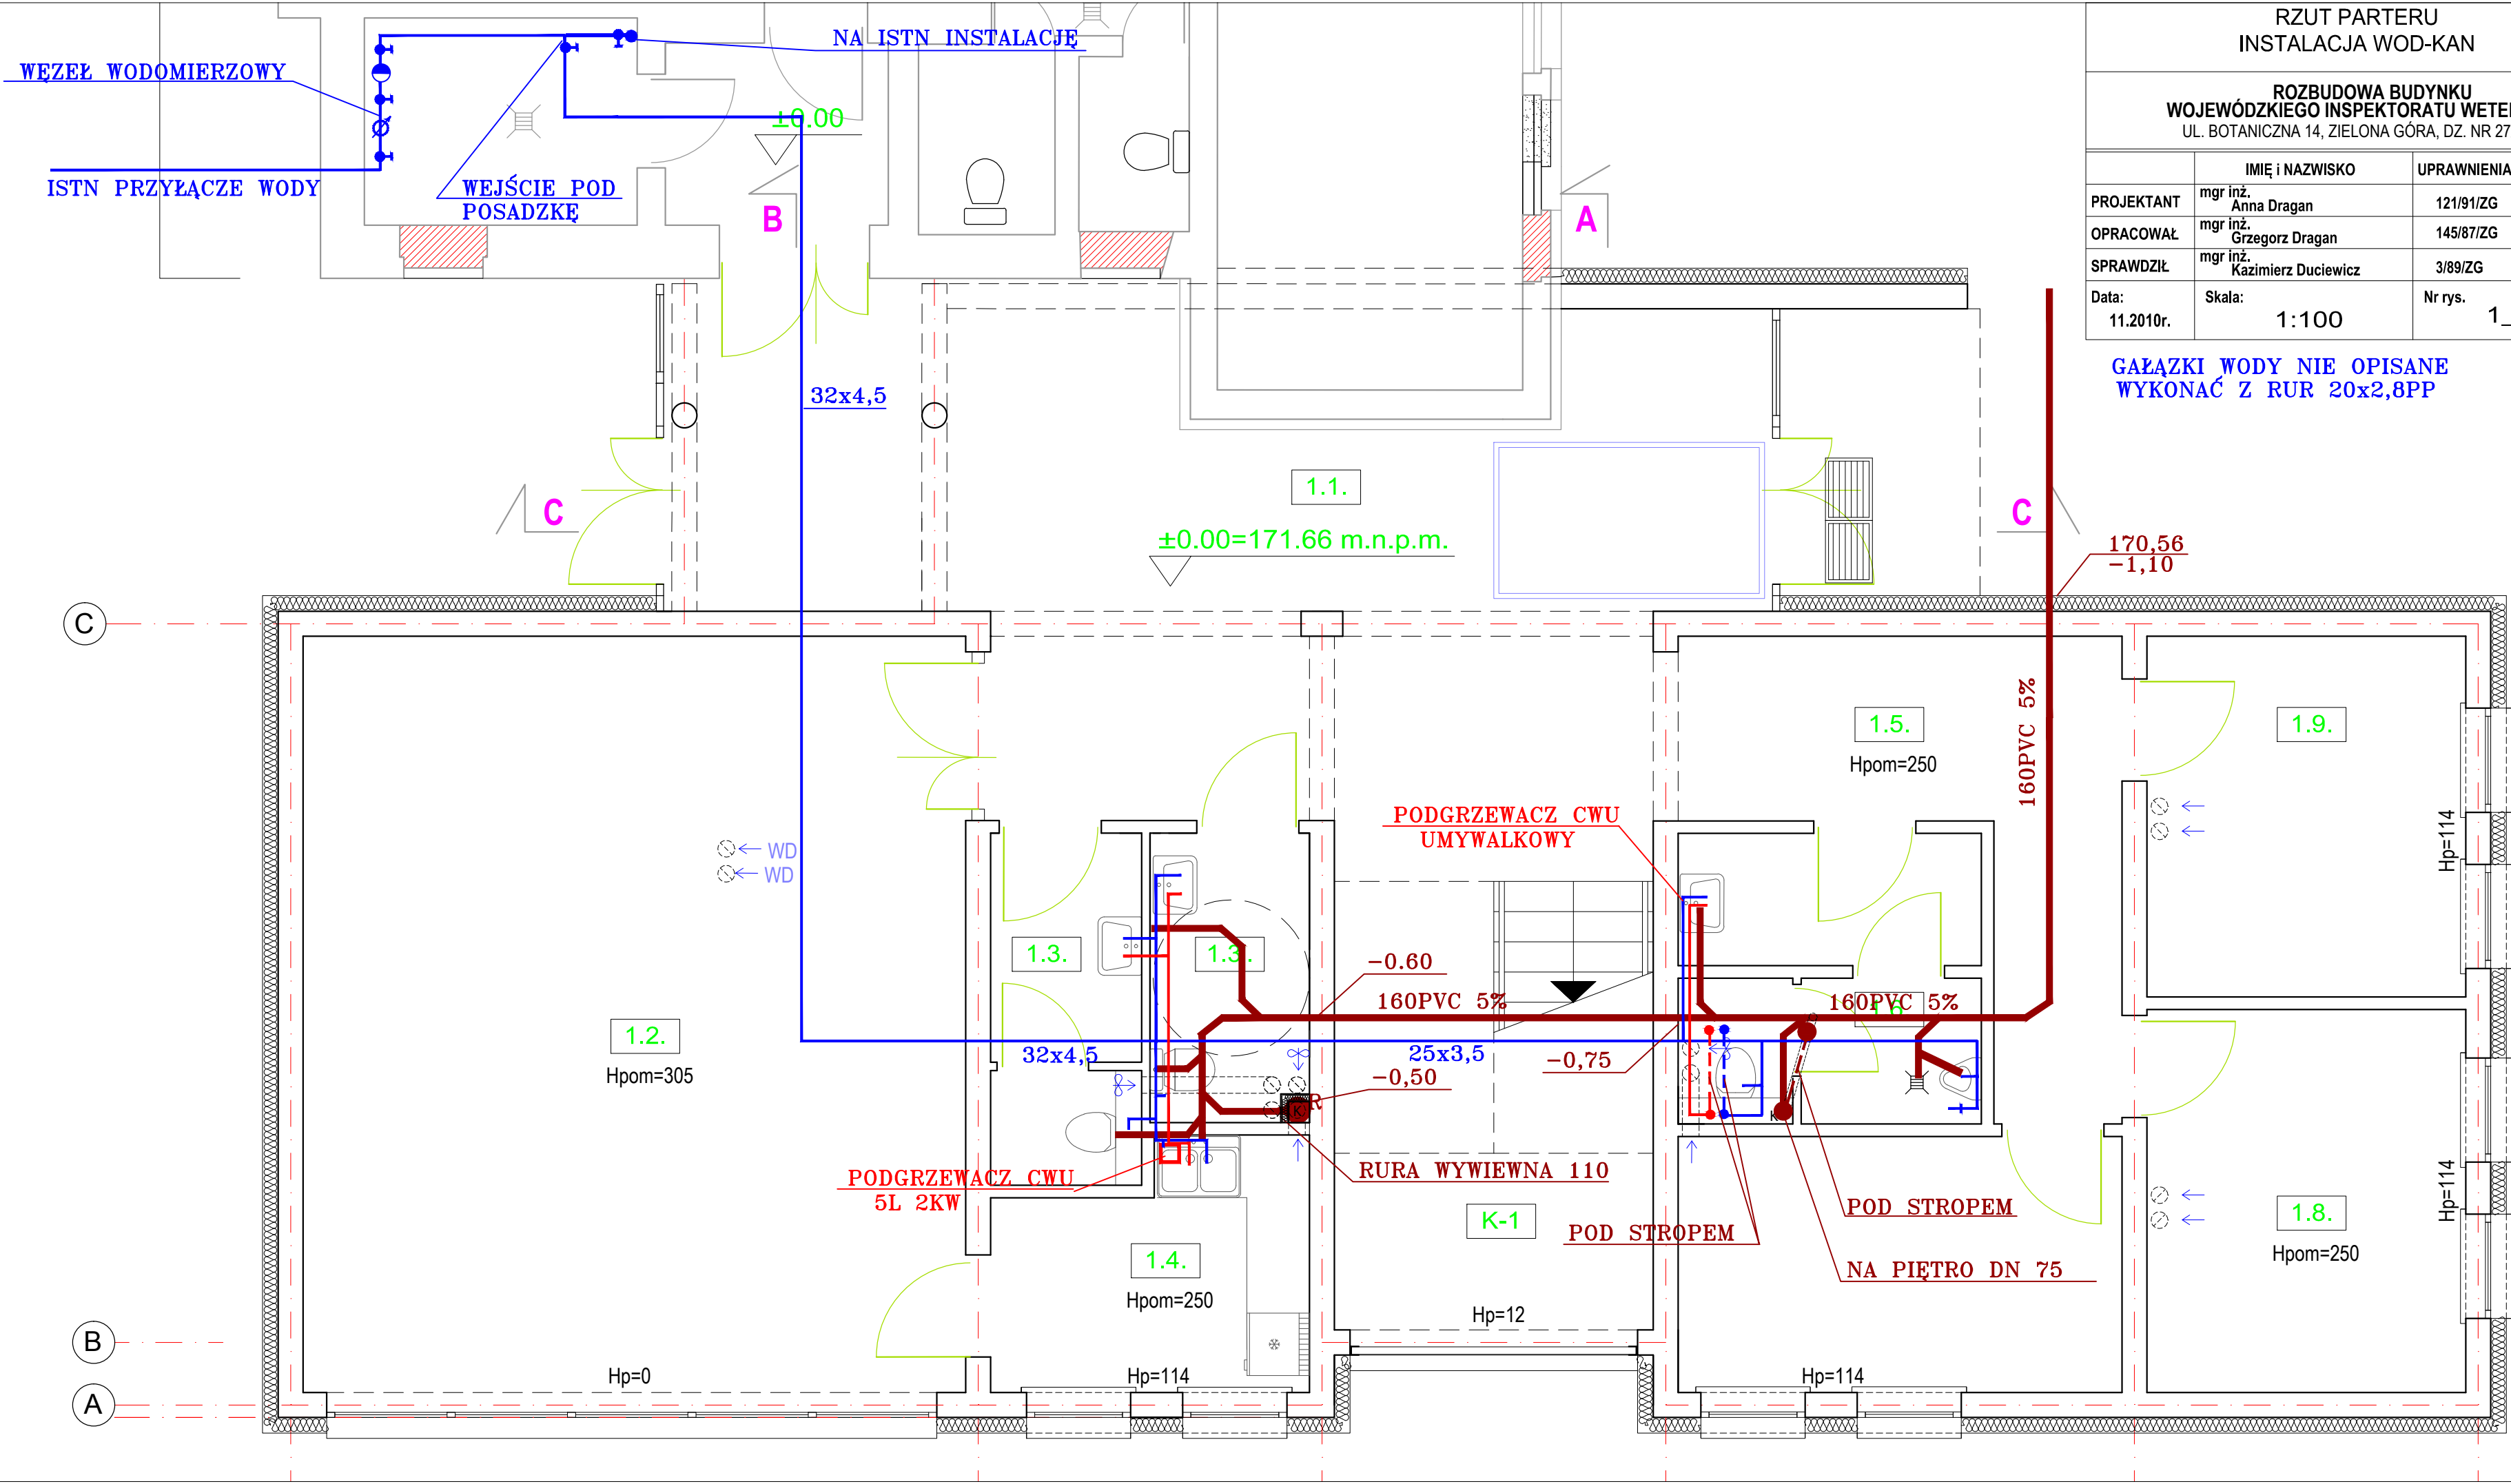 RZUT PARTERU
INSTALACJA WOD-KAN
ROZBUDOWA BUDYNKU
WOJEWÓDZKIEGO INSPEKTORATU
UL. BOTANICZNA 14, ZIELONA GÓRA, DZ. NR 27
IMIĘ i NAZWISKO
UPRAWNIENIA
PROJEKTANT
mgr inż.
Anna Dragan
121/91/ZG
OPRACOWAŁ
mgr inż.
Grzegorz Dragan
145/87/ZG
SPRAWDZIŁ
mgr inż.
Kazimierz Duciewicz
3/89/ZG
Data:
11.2010r.
Skala:
1:100
Nr rys.
1_
GAŁĄZKI WODY NIE OPISANE
WYKONAĆ Z RUR 20x2,8PP
NA ISTN INSTALACJĘ
WĘZEŁ WODOMIERZOWY
±0.00
ISTN PRZYŁĄCZE WODY
WEJŚCIE POD
POSADZKĘ
B
A
32x4,5
1.1.
C
C
±0.00=171.66 m.n.p.m.
170,56
-1,10
C
160PVC 5%
1.5.
Hpom=250
1.9.
Hp=114
PODGRZEWACZ CWU
UMYWALKOWY
WD
WD
1.3.
1.3.
-0.60
160PVC 5%
160PVC 5%
1.2.
Hpom=305
32x4,5
25x3,5
-0,75
-0,50
K
R
K
PODGRZEWACZ CWU
5L 2KW
RURA WYWIEWNA 110
POD STROPEM
POD STROPEM
NA PIĘTRO DN 75
K-1
1.4.
Hpom=250
1.8.
Hpom=250
Hp=114
Hp=12
B
Hp=0
Hp=114
Hp=114
A